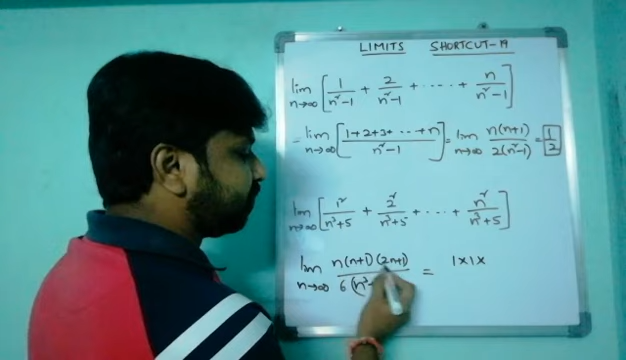 LIMITS SHORTCUT-19
lim n→∞ [ 1/(n²-1) + 2/(n²-1) + ---- + n/(n²-1) ]
= lim n→∞ [ (1+2+3+ --- +n)/(n²-1) ] = lim n→∞ n(n+1)/2(n²-1) = 1/2
lim n→∞ [ 1²/(n³+5) + 2²/(n³+5) + ---- + n²/(n³+5) ]
lim n→∞ n(n+1)(2n+1)/6(n³ = 1×1×